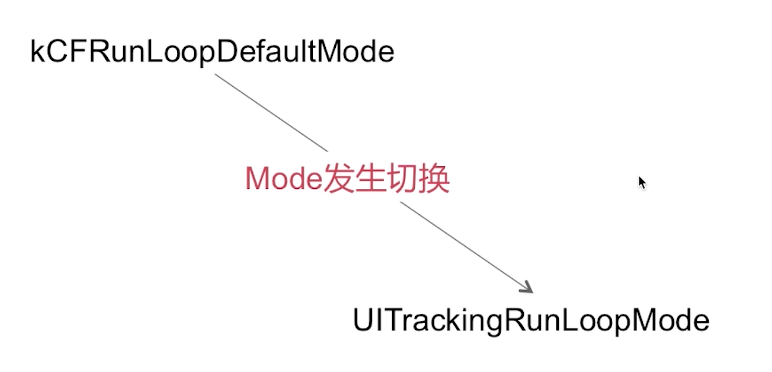 kCFRunLoopDefaultMode
Mode发生切换
UITrackingRunLoopMode